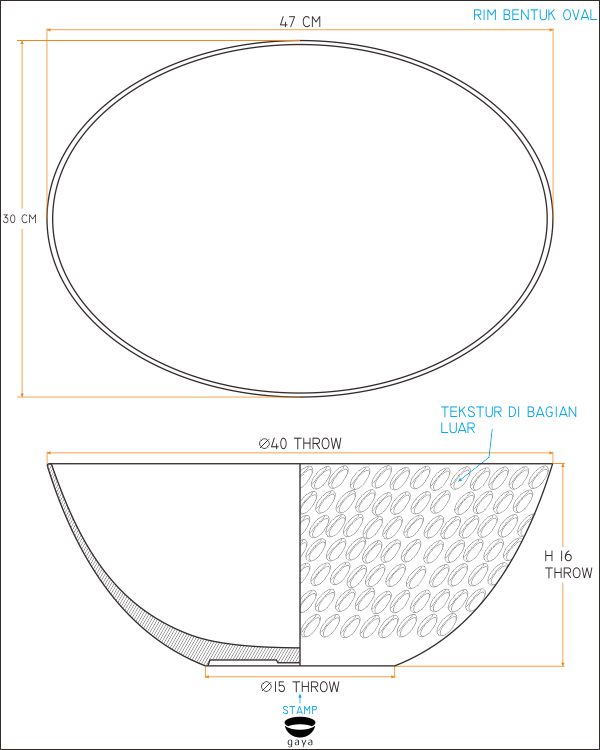 RIM BENTUK OVAL
47 CM
30 CM
TEKSTUR DI BAGIAN
LUAR
∅40 THROW
H 16
THROW
∅15 THROW
STAMP
gaya